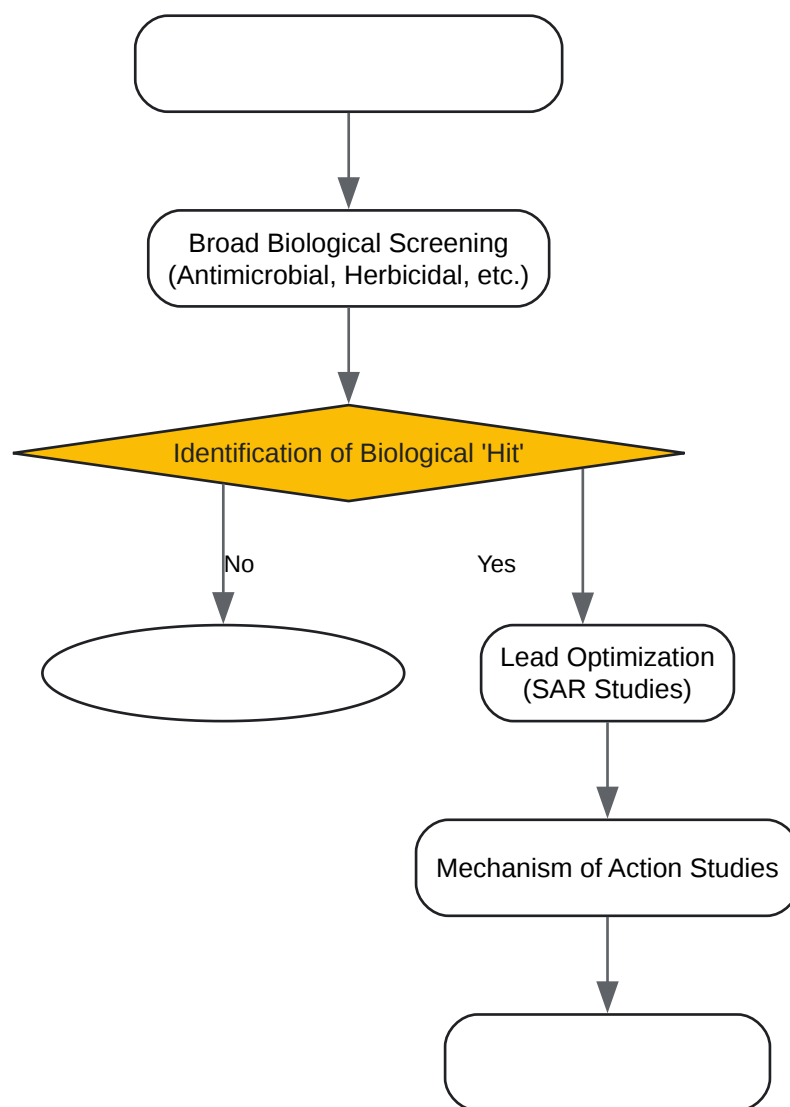 Broad Biological Screening
(Antimicrobial, Herbicidal, etc.)
Identification of Biological 'Hit'
No
Yes
Lead Optimization
(SAR Studies)
Mechanism of Action Studies